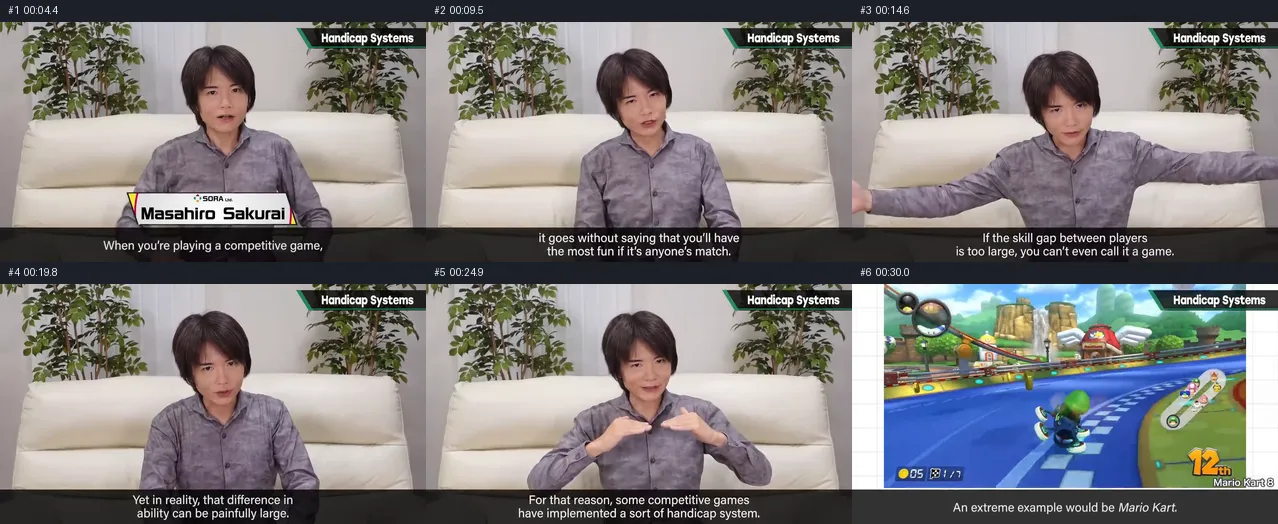 #1 00:04.4
Handicap Systems
SORA LTD.
Masahiro Sakurai
When you're playing a competitive game,
#2 00:09.5
Handicap Systems
it goes without saying that you'll have
the most fun if it's anyone's match.
#3 00:14.6
Handicap Systems
If the skill gap between players
is too large, you can't even call it a game.
#4 00:19.8
Handicap Systems
Yet in reality, that difference in
ability can be painfully large.
#5 00:24.9
Handicap Systems
For that reason, some competitive games
have implemented a sort of handicap system.
#6 00:30.0
Handicap Systems
05 1/7
12th
Mario Kart 8
An extreme example would be Mario Kart.